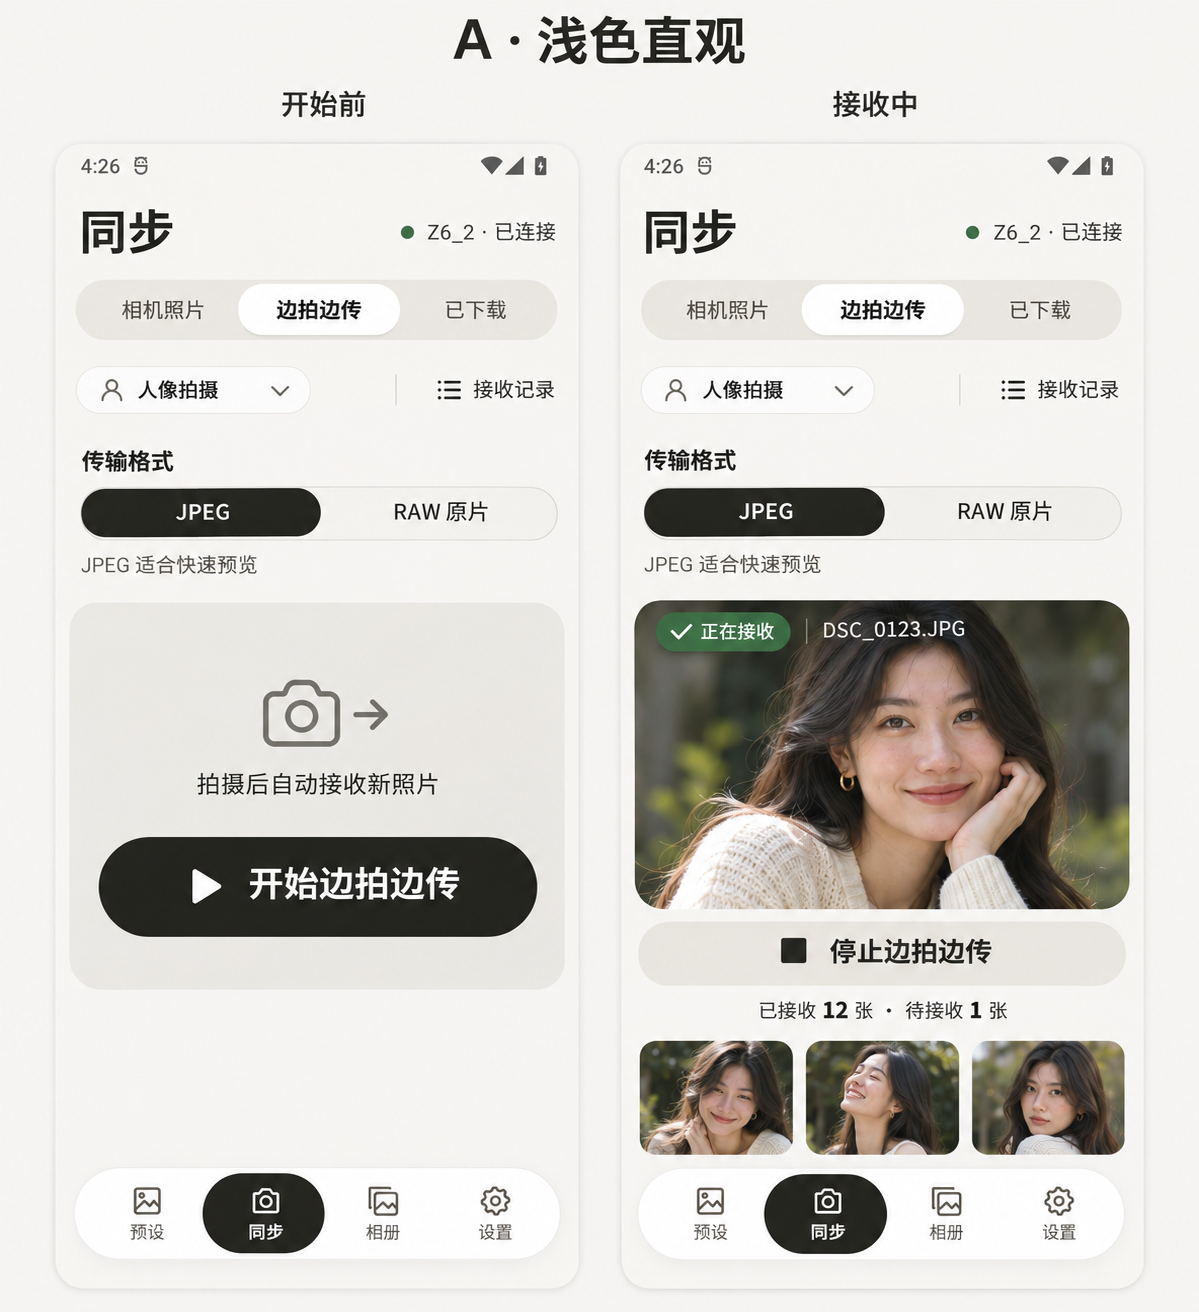 A · 浅色直观
开始前
4:26
同步
Z6_2 · 已连接
相机照片 边拍边传 已下载
人像拍摄 接收记录
传输格式
JPEG RAW 原片
JPEG 适合快速预览
拍摄后自动接收新照片
开始边拍边传
预设 同步 相册 设置
接收中
4:26
同步
Z6_2 · 已连接
相机照片 边拍边传 已下载
人像拍摄 接收记录
传输格式
JPEG RAW 原片
JPEG 适合快速预览
正在接收 DSC_0123.JPG
停止边拍边传
已接收 12 张 · 待接收 1 张
预设 同步 相册 设置